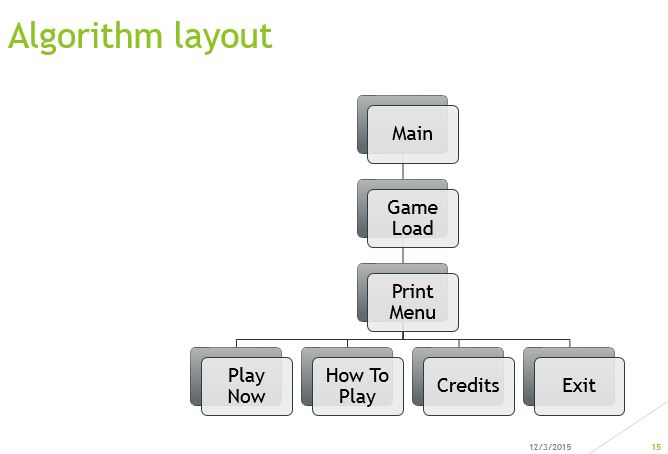 Algorithm layout
Main
Game
Load
Print
Menu
Play
Now
How To
Play
Credits
Exit
12/3/2015
15